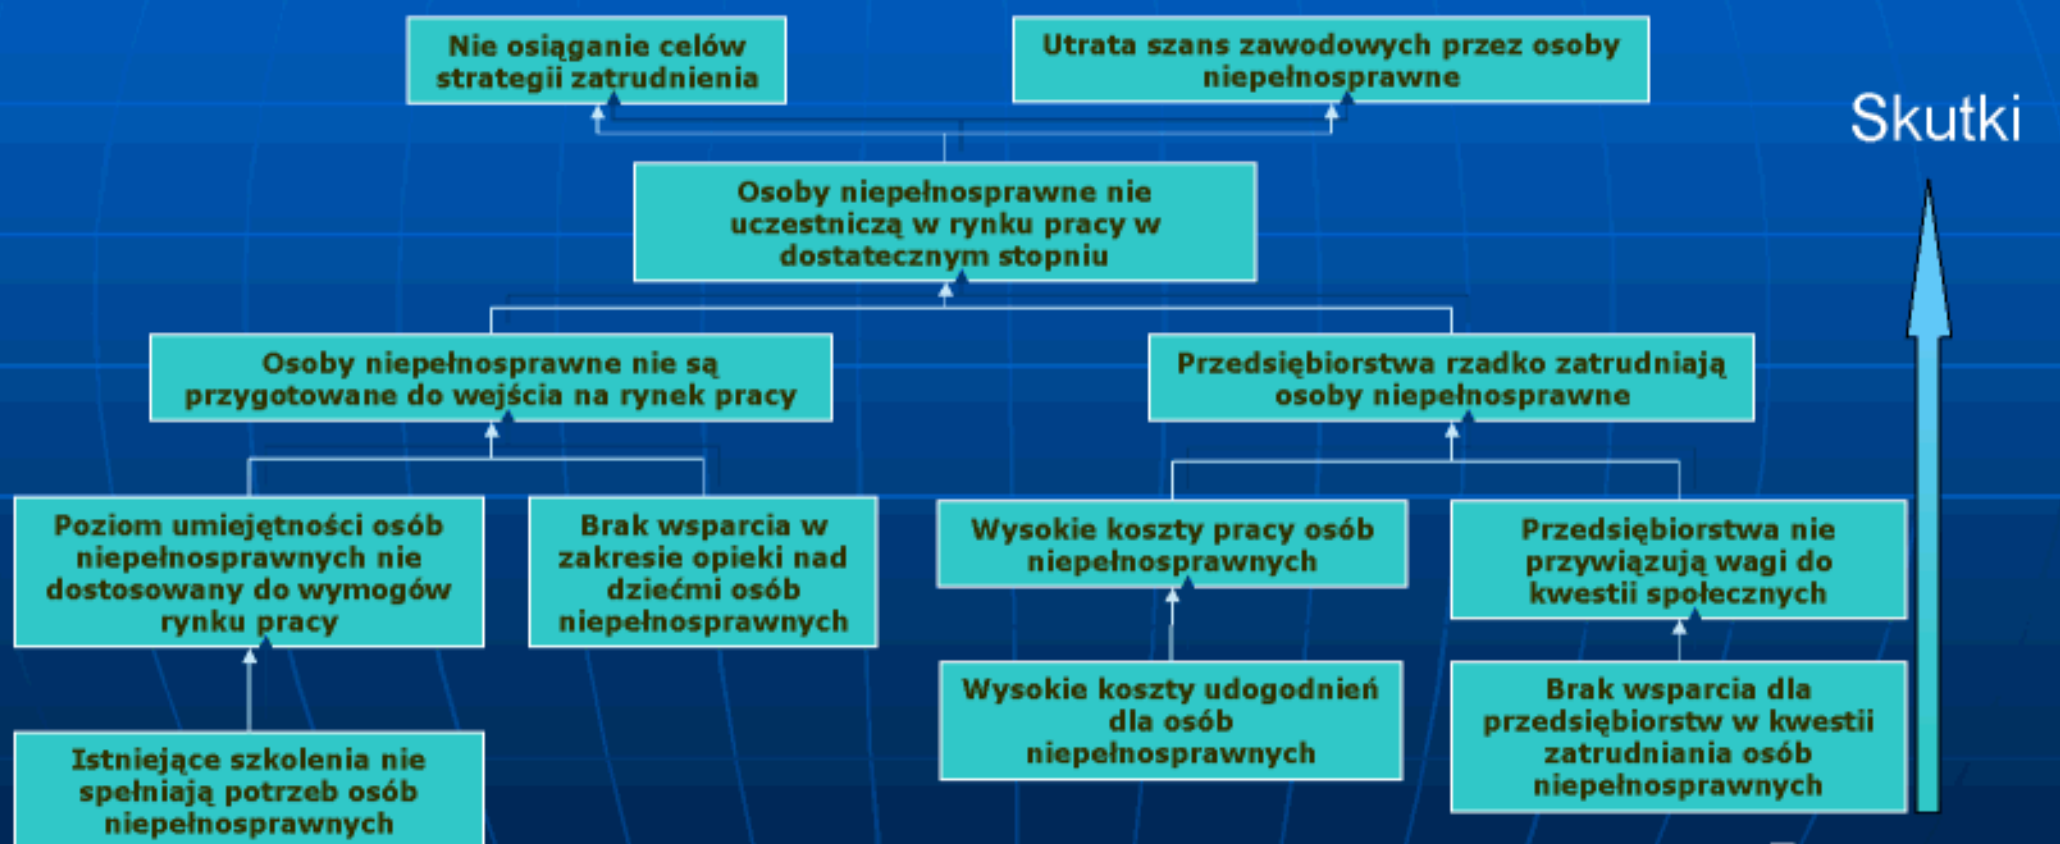 Nie osiąganie celów
strategii zatrudnienia
Utrata szans zawodowych przez osoby
niepełnosprawne
Skutki
Osoby niepełnosprawne nie
uczestniczą w rynku pracy w
dostatecznym stopniu
Osoby niepełnosprawne nie są
przygotowane do wejścia na rynek pracy
Przedsiębiorstwa rzadko zatrudniają
osoby niepełnosprawne
Poziom umiejętności osób
niepełnosprawnych nie
dostosowany do wymogów
rynku pracy
Brak wsparcia w
zakresie opieki nad
dziećmi osób
niepełnosprawnych
Wysokie koszty pracy osób
niepełnosprawnych
Przedsiębiorstwa nie
przywiązują wagi do
kwestii społecznych
Istniejące szkolenia nie
spełniają potrzeb osób
niepełnosprawnych
Wysokie koszty udogodnień
dla osób
niepełnosprawnych
Brak wsparcia dla
przedsiębiorstw w kwestii
zatrudniania osób
niepełnosprawnych